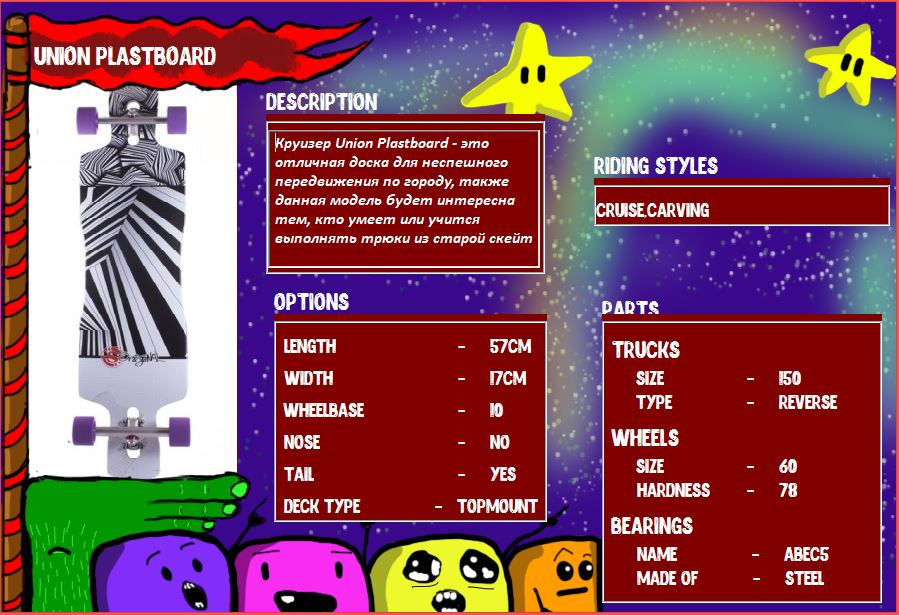 UNION PLASTBOARD
DESCRIPTION
Круизер Union Plastboard - это
отличная доска для неспешного
передвижения по городу, также
данная модель будет интересна
тем, кто умеет или учится
выполнять трюки из старой скейт
RIDING STYLES
CRUISE,CARVING
OPTIONS
LENGTH - 57CM
WIDTH - 17CM
WHEELBASE - 10
NOSE - NO
TAIL - YES
DECK TYPE - TOPMOUNT
PARTS
TRUCKS
SIZE - 150
TYPE - REVERSE
WHEELS
SIZE - 60
HARDNESS - 78
BEARINGS
NAME - ABEC5
MADE OF - STEEL